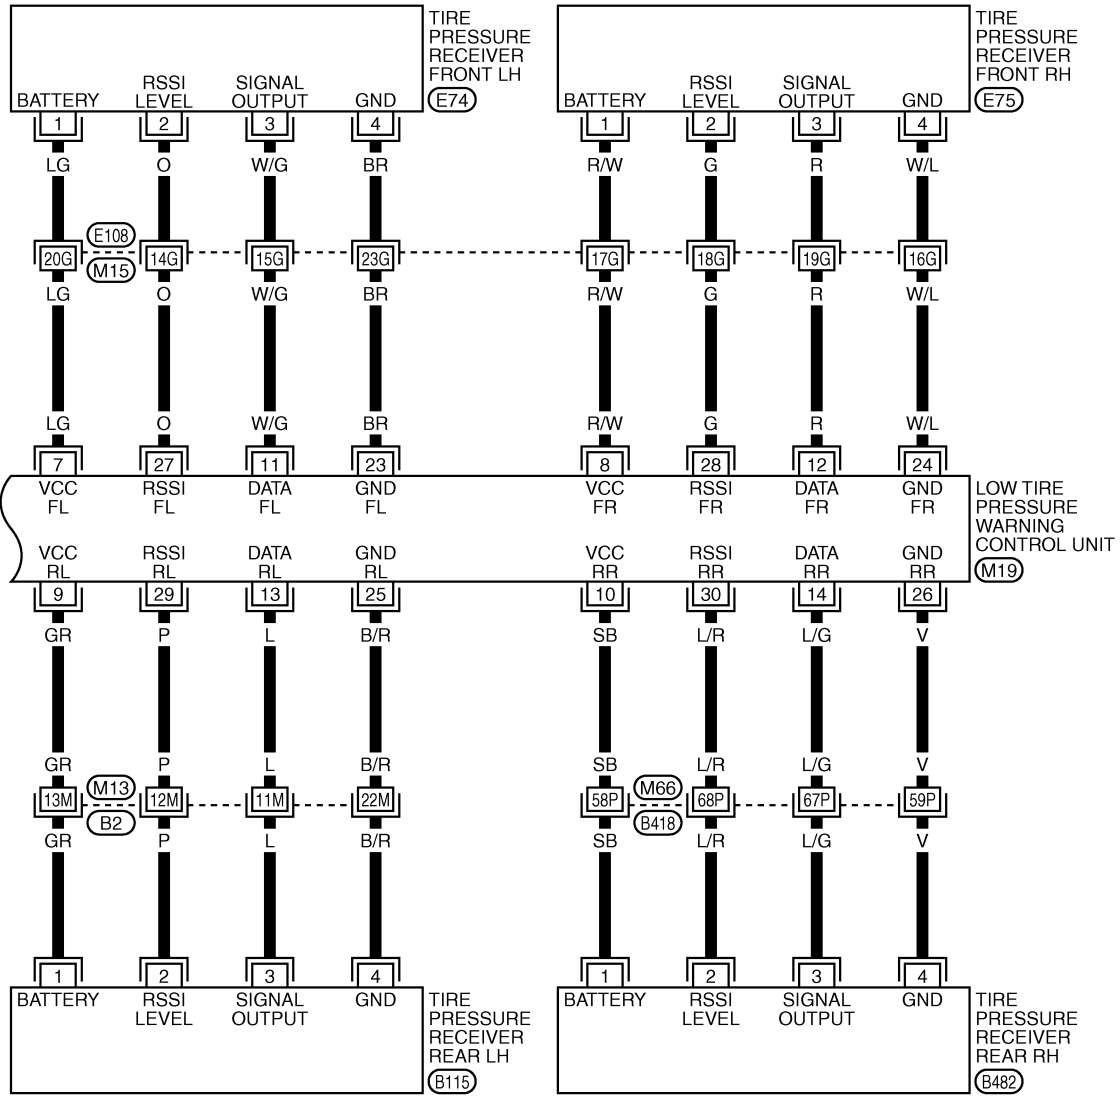 TIRE
PRESSURE
RECEIVER
FRONT LH
E74
TIRE
PRESSURE
RECEIVER
FRONT RH
E75
BATTERY
RSSI
LEVEL
SIGNAL
OUTPUT
GND
BATTERY
RSSI
LEVEL
SIGNAL
OUTPUT
GND
1 2 3 4 1 2 3 4
LG O W/G BR R/W G R W/L
E108
20G 14G 15G 23G 17G 18G 19G 16G
M15
LG O W/G BR R/W G R W/L
LG O W/G BR R/W G R W/L
7 27 11 23 8 28 12 24
VCC RSSI DATA GND VCC RSSI DATA GND
FL FL FL FL FR FR FR FR
LOW TIRE
PRESSURE
WARNING
CONTROL UNIT
M19
VCC RSSI DATA GND VCC RSSI DATA GND
RL RL RL RL RR RR RR RR
9 29 13 25 10 30 14 26
GR P L B/R SB L/R L/G V
GR P L B/R SB L/R L/G V
M13 M66
13M 12M 11M 22M 58P 68P 67P 59P
B2 B418
GR P L B/R SB L/R L/G V
1 2 3 4 1 2 3 4
BATTERY
RSSI
LEVEL
SIGNAL
OUTPUT
GND
TIRE
PRESSURE
RECEIVER
REAR LH
B115
BATTERY
RSSI
LEVEL
SIGNAL
OUTPUT
GND
TIRE
PRESSURE
RECEIVER
REAR RH
B482